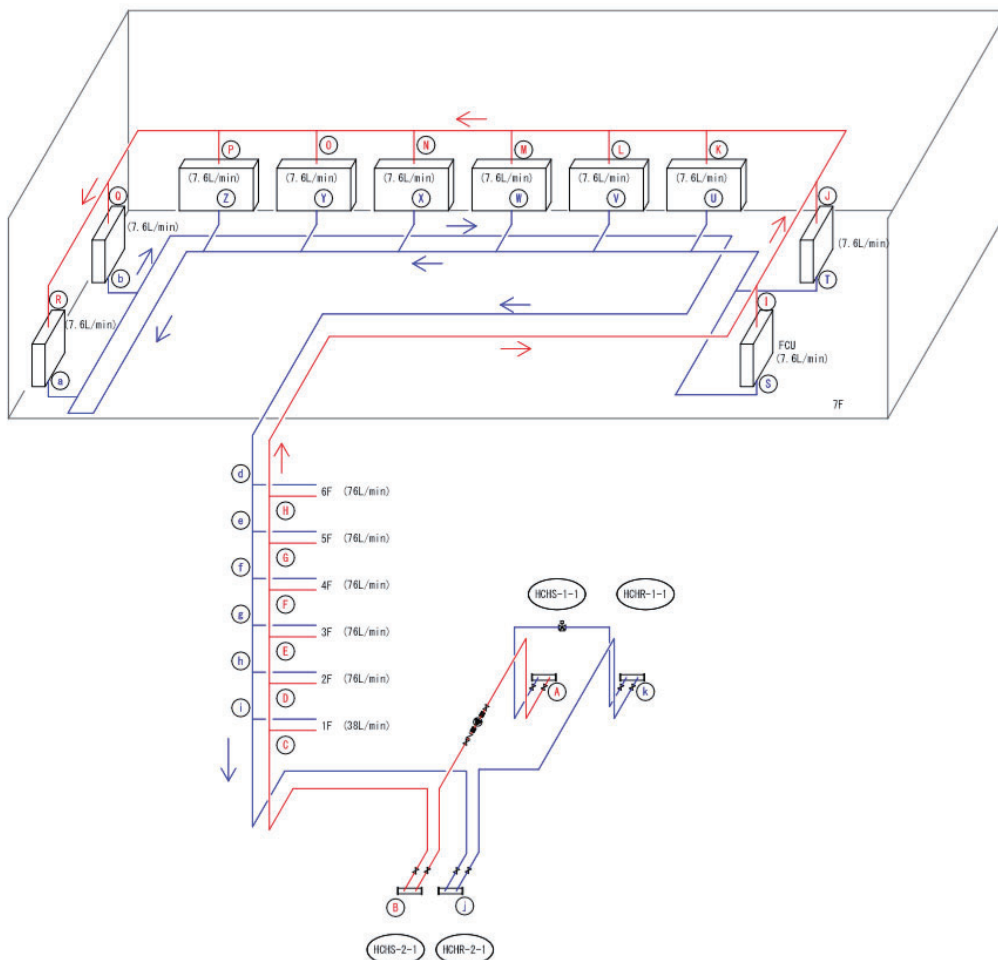 P
O
N
M
L
K
(7.6L/min)
(7.6L/min)
(7.6L/min)
(7.6L/min)
(7.6L/min)
(7.6L/min)
Z
Y
X
W
V
U
Q
(7.6L/min)
b
J
(7.6L/min)
T
R
(7.6L/min)
a
I
FCU
(7.6L/min)
S
7F
d
6F (76L/min)
H
e
5F (76L/min)
G
f
4F (76L/min)
F
g
3F (76L/min)
E
h
2F (76L/min)
D
i
1F (38L/min)
C
HCHS-1-1
HCHR-1-1
A
k
B
j
HCHS-2-1
HCHR-2-1